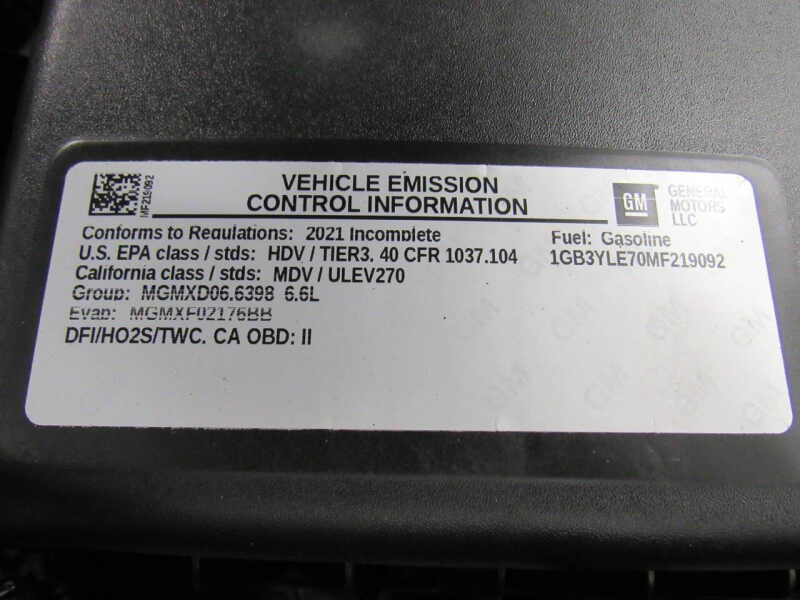 MF219092
VEHICLE EMISSION
CONTROL INFORMATION
GM
GENERAL
MOTORS
LLC
Conforms to Regulations: 2021 Incomplete
Fuel: Gasoline
U.S. EPA class / stds: HDV / TIER3. 40 CFR 1037.104
1GB3YLE70MF219092
California class / stds: MDV / ULEV270
Group: MGMXD06.6398 6.6L
Evap: MGMXF02176BB
DFI/HO2S/TWC. CA OBD: II